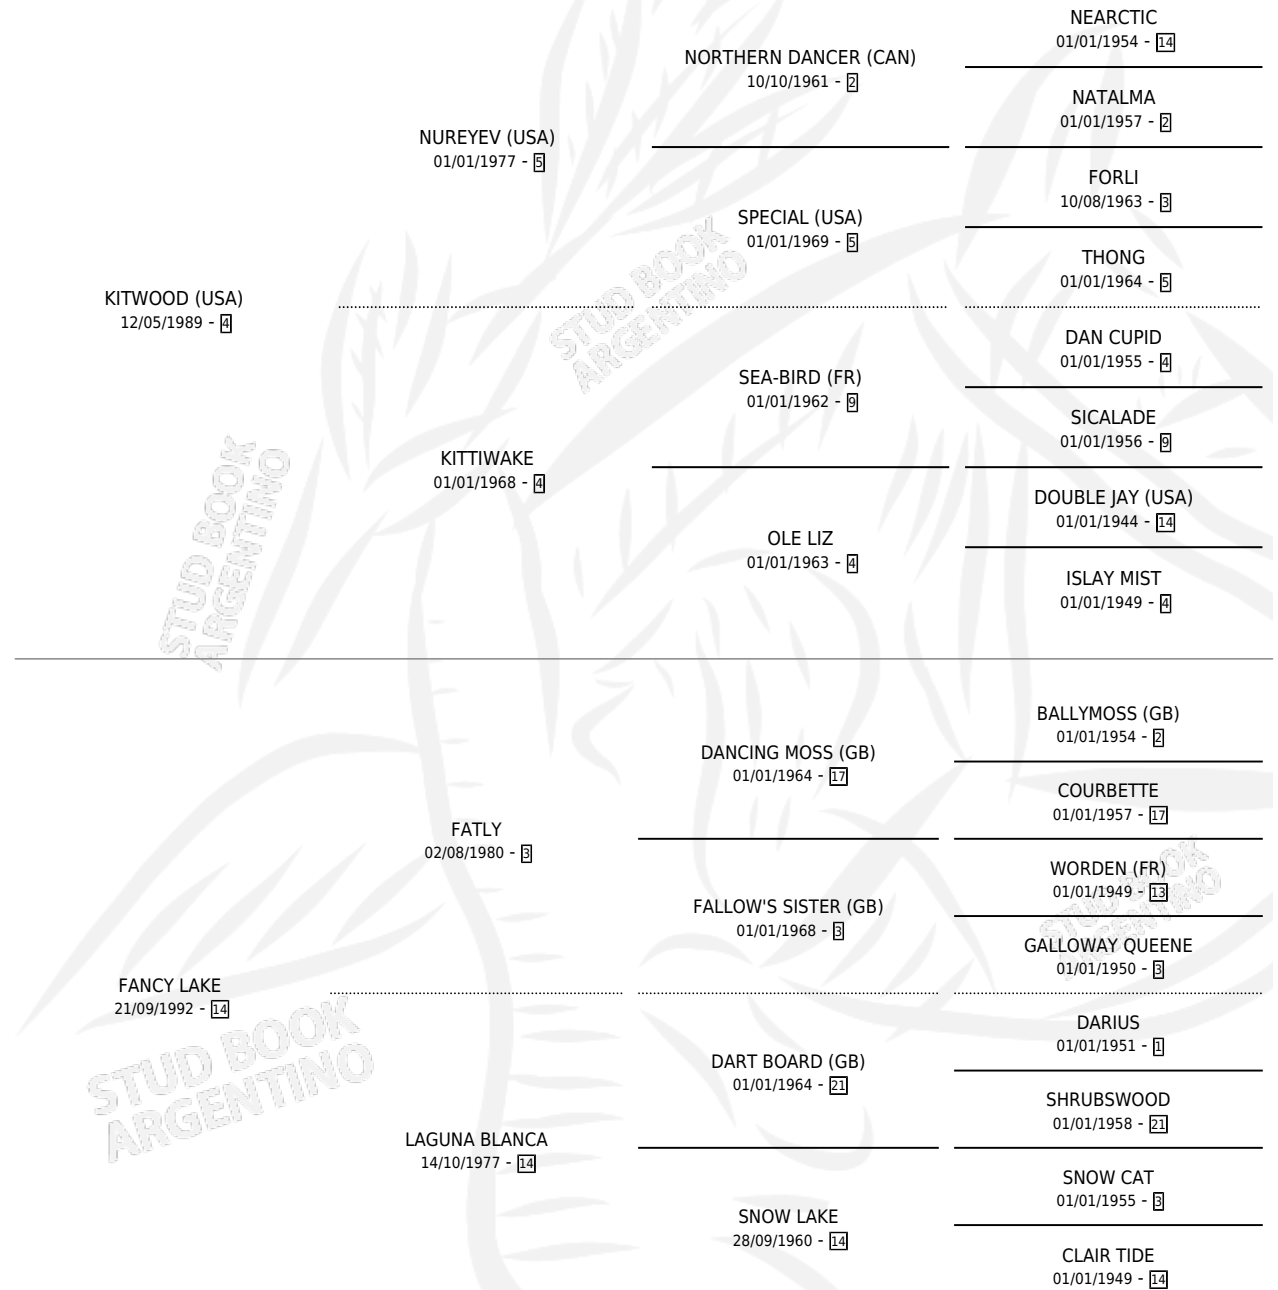 NEARCTIC
01/01/1954 - 14
NORTHERN DANCER (CAN)
10/10/1961 - 2
NATALMA
01/01/1957 - 2
NUREYEV (USA)
01/01/1977 - 5
FORLI
10/08/1963 - 3
SPECIAL (USA)
01/01/1969 - 5
THONG
01/01/1964 - 5
KITWOOD (USA)
12/05/1989 - 4
STUD BOOK
ARGENTINO
DAN CUPID
01/01/1955 - 4
SEA-BIRD (FR)
01/01/1962 - 9
SICALADE
01/01/1956 - 9
KITTIWAKE
01/01/1968 - 4
DOUBLE JAY (USA)
01/01/1944 - 14
OLE LIZ
01/01/1963 - 4
ISLAY MIST
01/01/1949 - 4
STUD BOOK
ARGENTINO
BALLYMOSS (GB)
01/01/1954 - 2
DANCING MOSS (GB)
01/01/1964 - 17
COURBETTE
01/01/1957 - 17
FATLY
02/08/1980 - 3
WORDEN (FR)
01/01/1949 - 13
FALLOW'S SISTER (GB)
01/01/1968 - 3
GALLOWAY QUEENE
01/01/1950 - 3
STUD BOOK
ARGENTINO
FANCY LAKE
21/09/1992 - 14
DARIUS
01/01/1951 - 1
DART BOARD (GB)
01/01/1964 - 21
SHRUBSWOOD
01/01/1958 - 21
STUD BOOK
ARGENTINO
LAGUNA BLANCA
14/10/1977 - 14
SNOW CAT
01/01/1955 - 3
SNOW LAKE
28/09/1960 - 14
CLAIR TIDE
01/01/1949 - 14